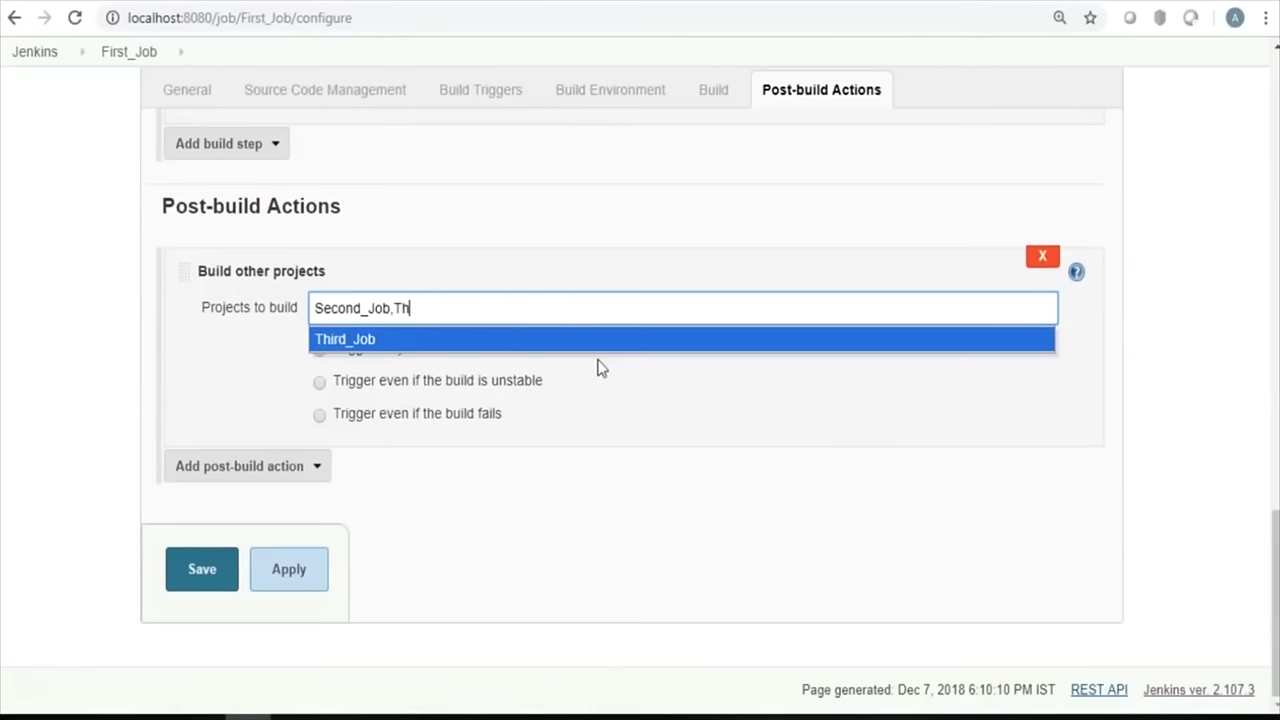 localhost:8080/job/First_Job/configure
A
Jenkins First_Job
General Source Code Management Build Triggers Build Environment Build Post-build Actions
Add build step
Post-build Actions
X
Build other projects
?
Projects to build Second_Job,Th
Third_Job
Trigger even if the build is unstable
Trigger even if the build fails
Add post-build action
Save Apply
Page generated: Dec 7, 2018 6:10:10 PM IST REST API Jenkins ver. 2.107.3